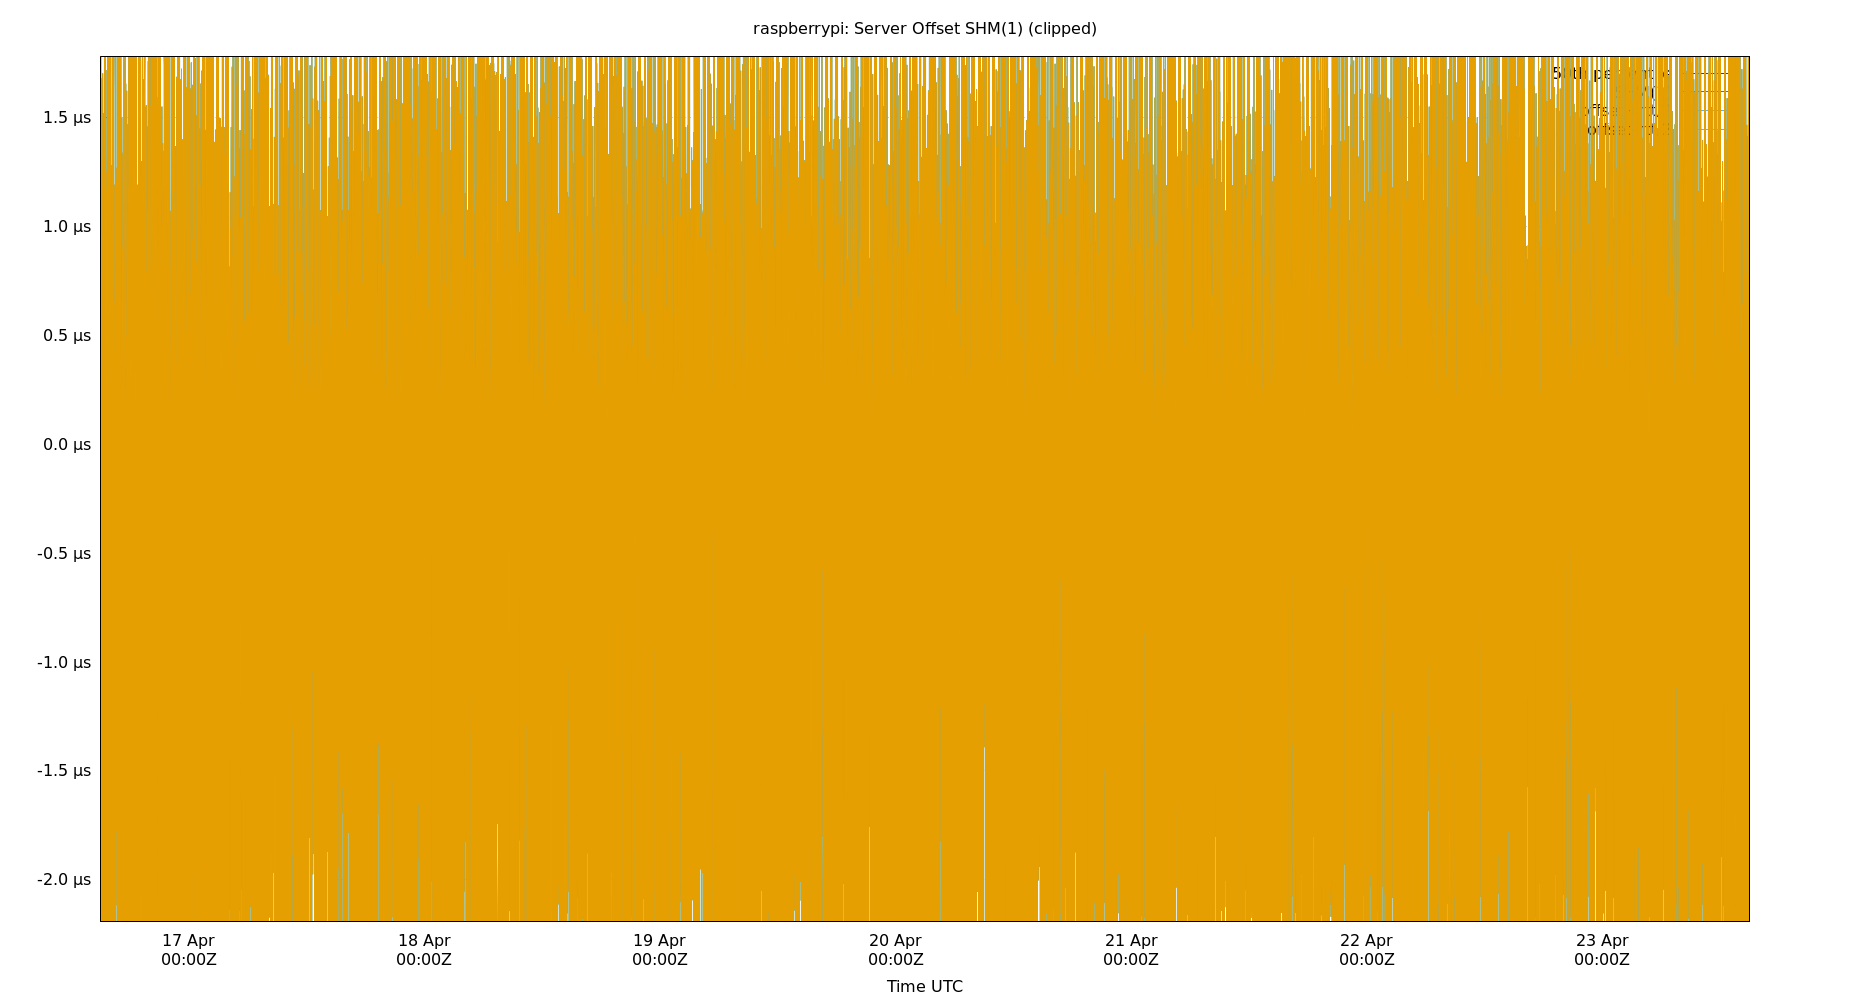 raspberrypi: Server Offset SHM(1) (clipped)
1.5 µs
1.0 µs
0.5 µs
0.0 µs
-0.5 µs
-1.0 µs
-1.5 µs
-2.0 µs
17 Apr 18 Apr 19 Apr 20 Apr 21 Apr 22 Apr 23 Apr
00:00Z 00:00Z 00:00Z 00:00Z 00:00Z 00:00Z 00:00Z
Time UTC